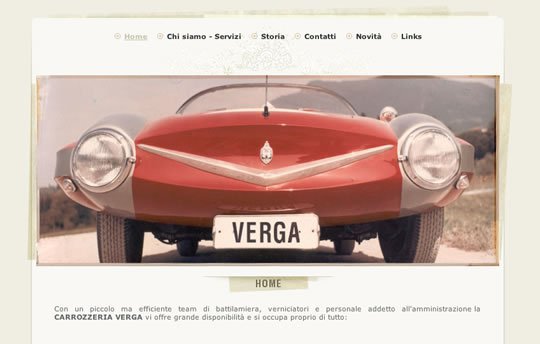 Home Chi siamo - Servizi Storia Contatti Novità Links
VERGA
HOME
Con un piccolo ma efficiente team di battilamiera, verniciatori e personale addetto all'amministrazione la
CARROZZERIA VERGA vi offre grande disponibilità e si occupa proprio di tutto: